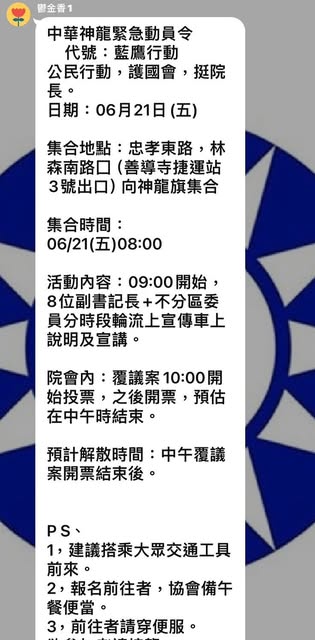 鬱金香1
中華神龍緊急動員令
代號：藍鷹行動
公民行動，護國會，挺院
長。
日期：06月21日(五)
集合地點：忠孝東路，林
森南路囗（善導寺捷運站
3號出口）向神龍旗集合
集合時間：
06/21(五)08:00
活動內容：09:00開始，
8位副書記長+不分區委
員分時段輪流上宣傳車上
說明及宣講。
院會內：覆議案10:00開
始投票，之後開票，預估
在中午時結束。
預計解散時間：中午覆議
案開票結束後。
PS、
1，建議搭乘大眾交通工具
前來。
2，報名前往者，協會備午
餐便當。
3，前往者請穿便服。